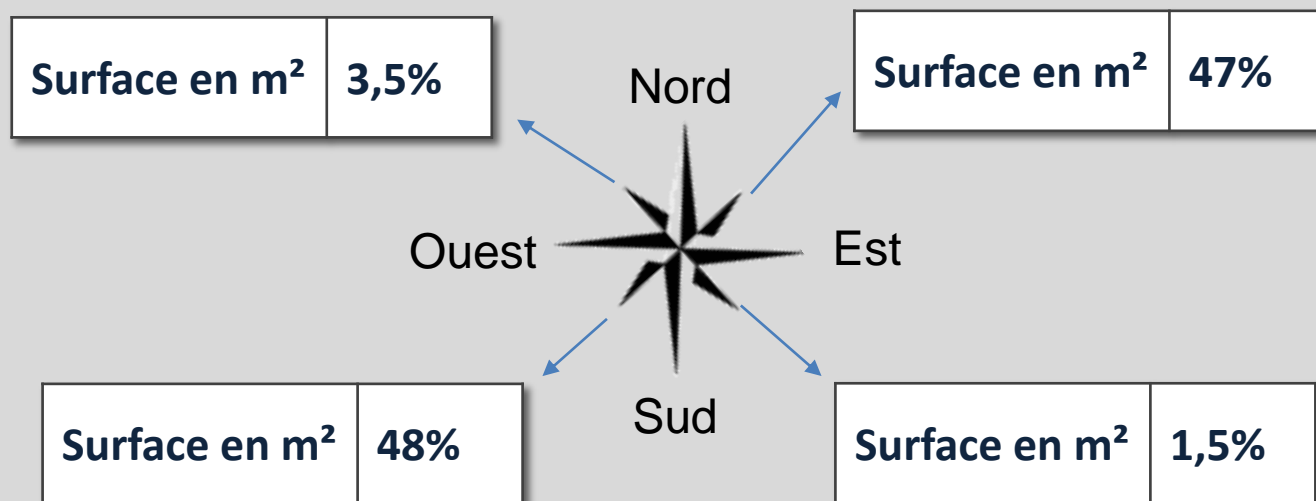 Surface en m² 3,5%
Nord
Surface en m² 47%
Ouest
Est
Surface en m² 48%
Sud
Surface en m² 1,5%